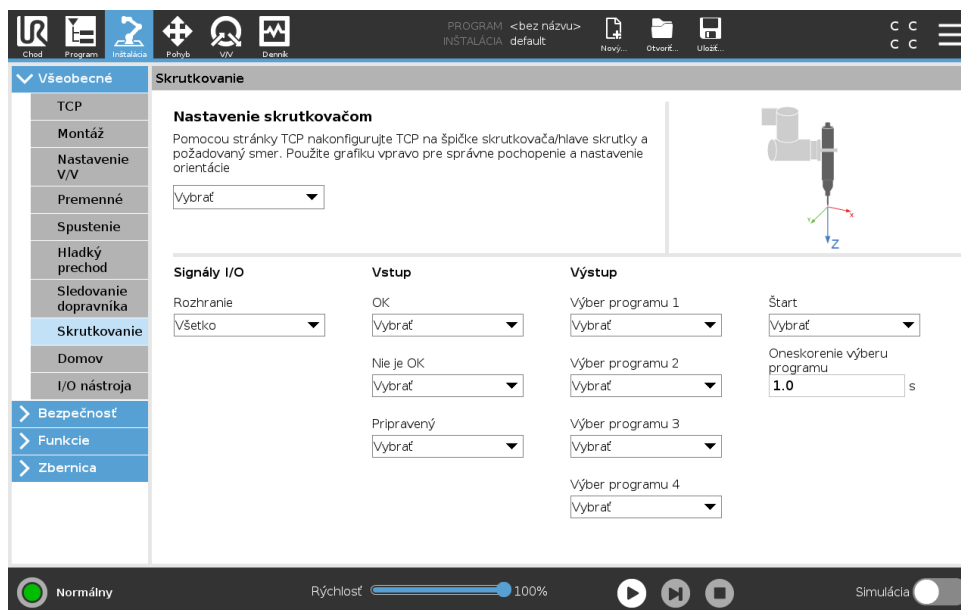 PROGRAM <bez názvu>
INŠTALÁCIA default
Chod Program Inštalácia Pohyb V/V Denník Nový... Otvoriť... Uložiť...
C C
C C
Všeobecné
Skrutkovanie
TCP
Montáž
Nastavenie
V/V
Premenné
Spustenie
Hladký
prechod
Sledovanie
dopravníka
Skrutkovanie
Domov
I/O nástroja
Bezpečnosť
Funkcie
Zbernica
Nastavenie skrutkovačom
Pomocou stránky TCP nakonfigurujte TCP na špičke skrutkovača/hlave skrutky a
požadovaný smer. Použite grafiku vpravo pre správne pochopenie a nastavenie
orientácie
Vybrať
Y X
Z
Signály I/O Vstup Výstup
Rozhranie OK Výber programu 1 Štart
Všetko Vybrať Vybrať Vybrať
Nie je OK Výber programu 2 Oneskorenie výberu
programu
Vybrať Vybrať 1.0 s
Pripravený Výber programu 3
Vybrať Vybrať
Výber programu 4
Vybrať
Normálny Rýchlosť 100% Simulácia